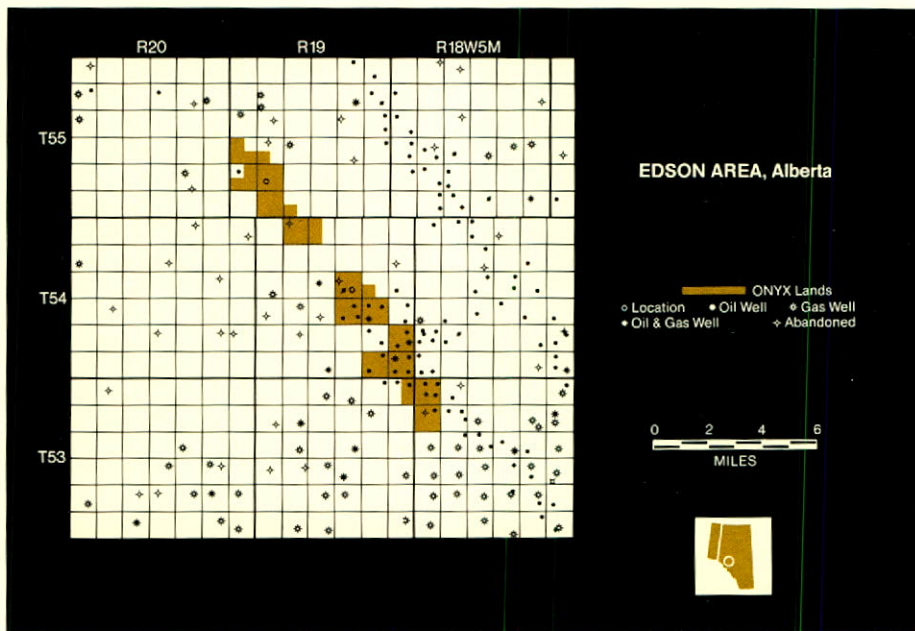 R20 R19 R18W5M
T55
T54
T53
EDSON AREA, Alberta
ONYX Lands
Location Oil Well Gas Well
Oil & Gas Well Abandoned
0 2 4 6
MILES